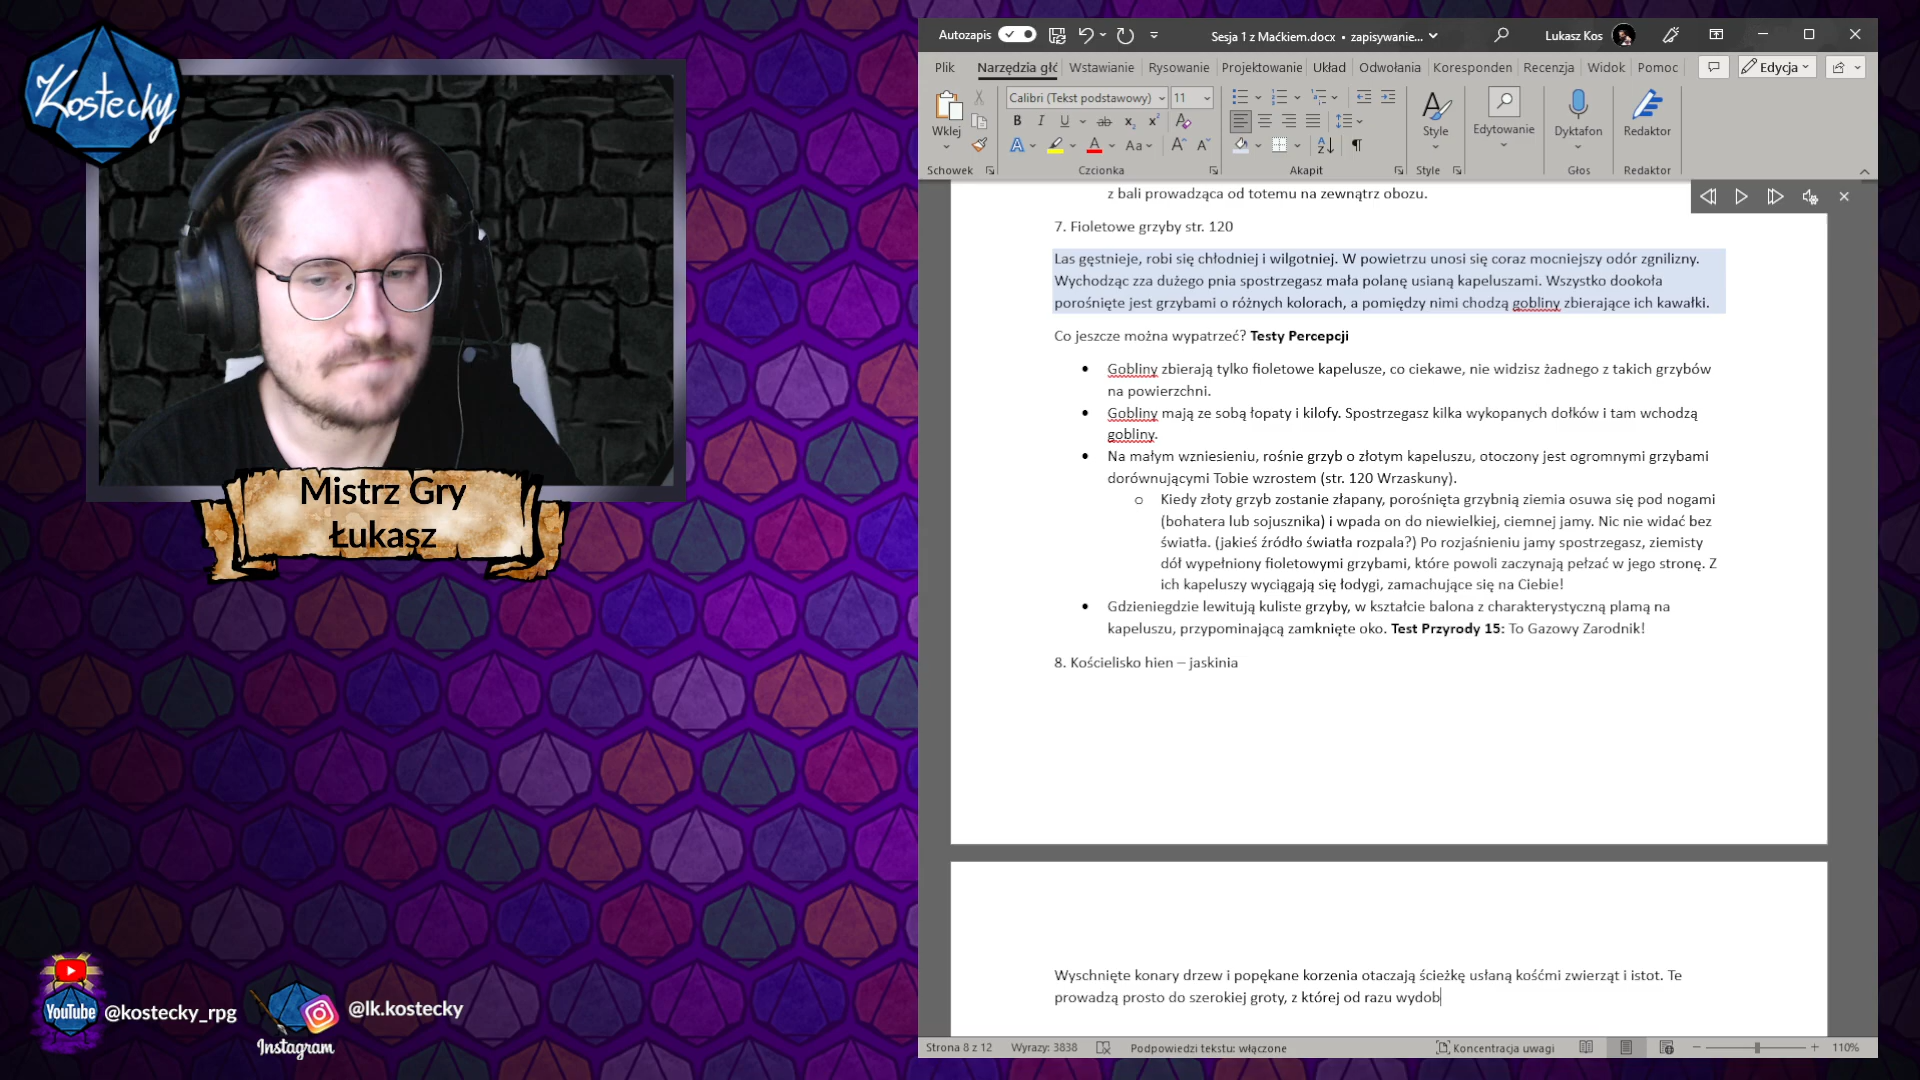 Kostecky
Mistrz Gry
Łukasz
YouTube
@kostecky_rpg
Instagram
@lk.kostecky
Autozapis
Sesja 1 z Maćkiem.docx • zapisywanie...
Lukasz Kos
Plik
Narzędzia głć
Wstawianie
Rysowanie
Projektowanie
Układ
Odwołania
Koresponden
Recenzja
Widok
Pomoc
Edycja
Wklej
Calibri (Tekst podstawowy)
11
Style
Edytowanie
Dyktafon
Redaktor
Schowek
Czcionka
Akapit
Style
Głos
Redaktor
z bali prowadząca od totemu na zewnątrz obozu.
7. Fioletowe grzyby str. 120
Las gęstnieje, robi się chłodniej i wilgotniej. W powietrzu unosi się coraz mocniejszy odór zgnilizny.
Wychodząc zza dużego pnia spostrzegasz mała polanę usianą kapeluszami. Wszystko dookoła
porośnięte jest grzybami o różnych kolorach, a pomiędzy nimi chodzą gobliny zbierające ich kawałki.
Co jeszcze można wypatrzeć? Testy Percepcji
• Gobliny zbierają tylko fioletowe kapelusze, co ciekawe, nie widzisz żadnego z takich grzybów
na powierzchni.
• Gobliny mają ze sobą łopaty i kilofy. Spostrzegasz kilka wykopanych dołków i tam wchodzą
gobliny.
• Na małym wzniesieniu, rośnie grzyb o złotym kapeluszu, otoczony jest ogromnymi grzybami
dorównującymi Tobie wzrostem (str. 120 Wrzaskuny).
o Kiedy złoty grzyb zostanie złapany, porośnięta grzybnią ziemia osuwa się pod nogami
(bohatera lub sojusznika) i wpada on do niewielkiej, ciemnej jamy. Nic nie widać bez
światła. (jakieś źródło światła rozpala?) Po rozjaśnieniu jamy spostrzegasz, ziemisty
dół wypełniony fioletowymi grzybami, które powoli zaczynają pełzać w jego stronę. Z
ich kapeluszy wyciągają się łodygi, zamachujące się na Ciebie!
• Gdzieniegdzie lewitują kuliste grzyby, w kształcie balona z charakterystyczną plamą na
kapeluszu, przypominającą zamknięte oko. Test Przyrody 15: To Gazowy Zarodnik!
8. Kościelisko hien – jaskinia
Wyschnięte konary drzew i popękane korzenia otaczają ścieżkę usłaną kośćmi zwierząt i istot. Te
prowadzą prosto do szerokiej groty, z której od razu wydob
Strona 8 z 12
Wyrazy: 3838
Podpowiedzi tekstu: włączone
Koncentracja uwagi
110%